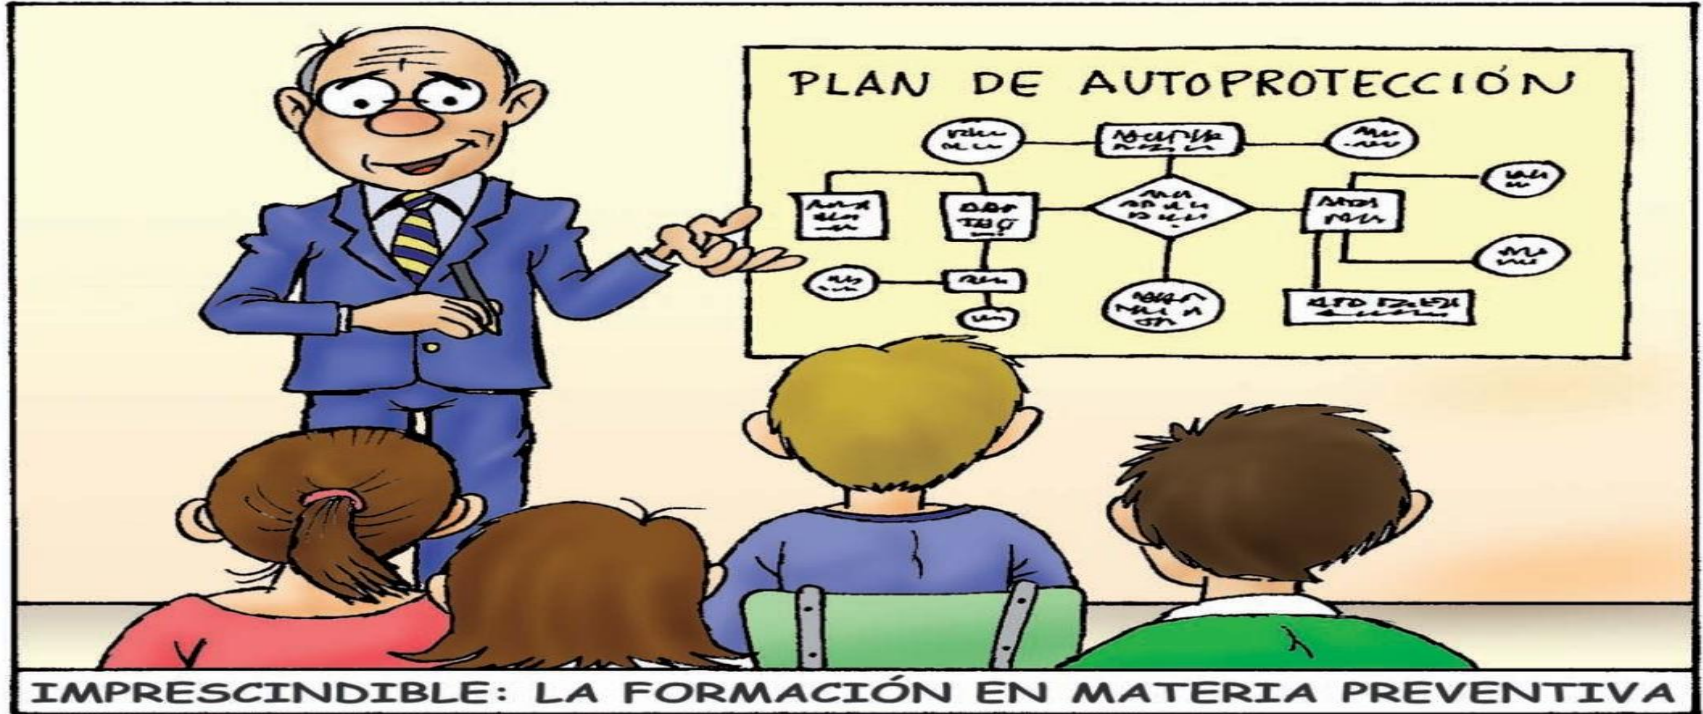 PLAN DE AUTOPROTECCIÓN
IMPRESCINDIBLE: LA FORMACIÓN EN MATERIA PREVENTIVA